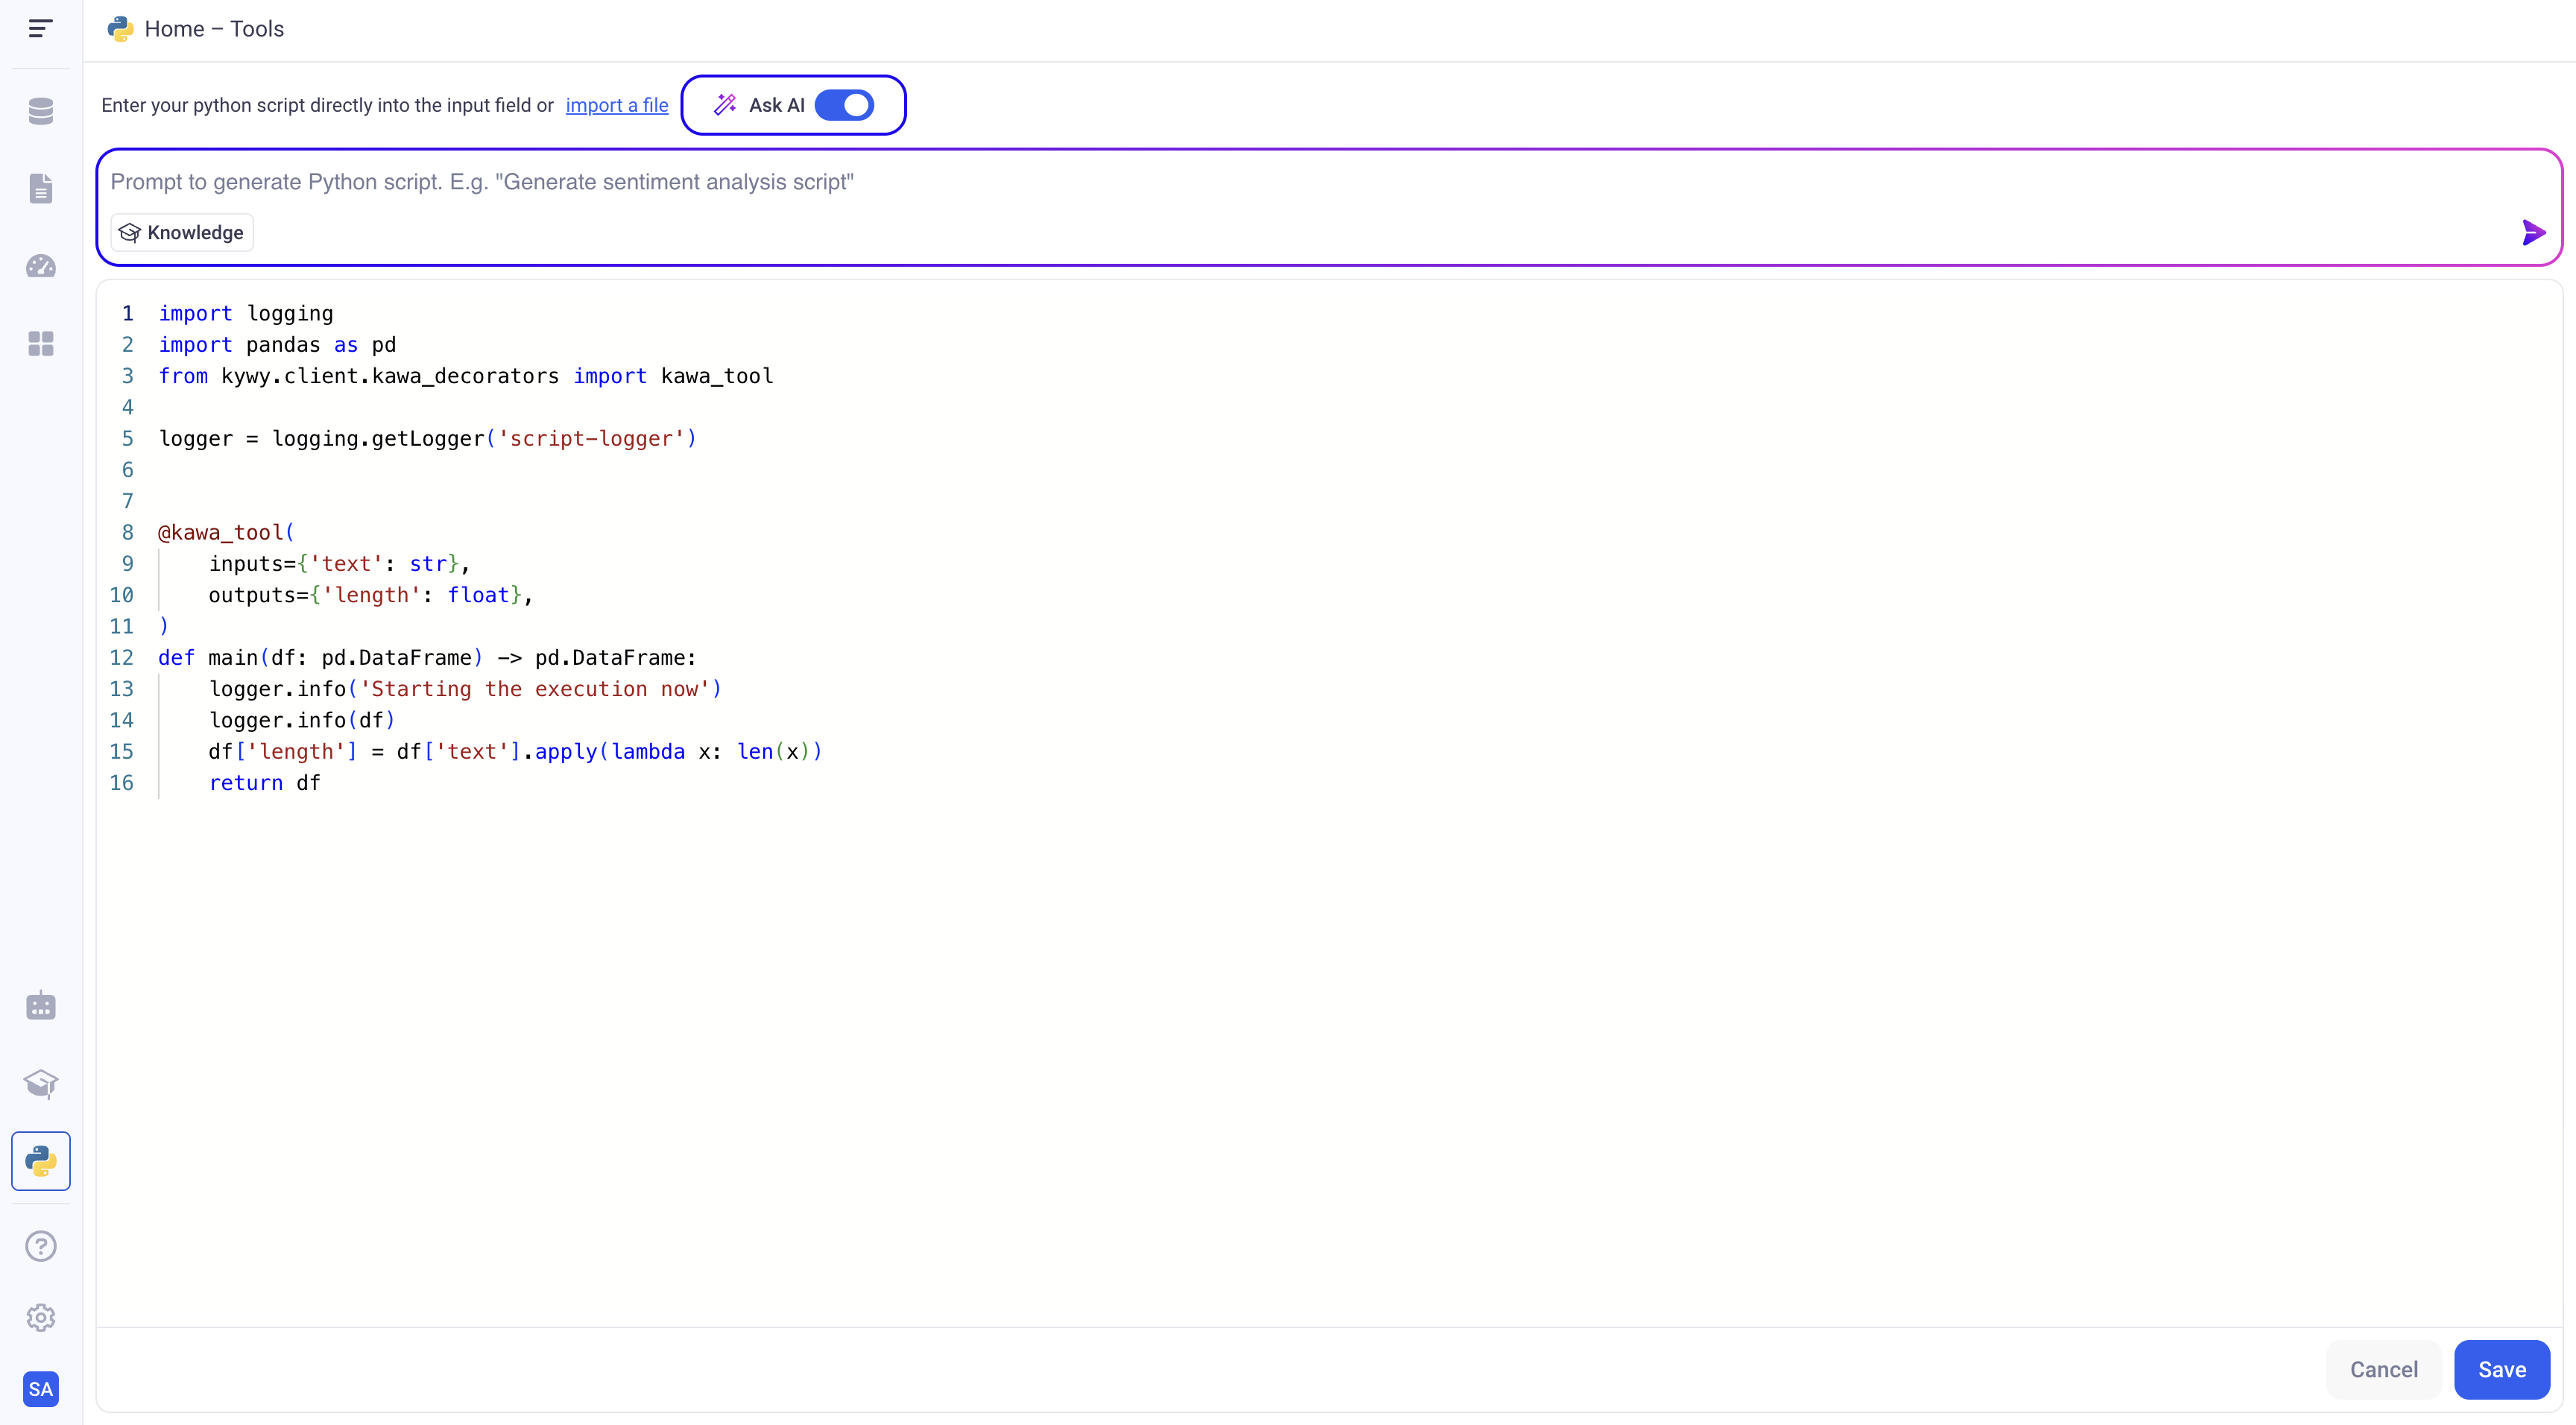 Home – Tools
Enter your python script directly into the input field or import a file Ask AI
Prompt to generate Python script. E.g. "Generate sentiment analysis script"
Knowledge
1 import logging
2 import pandas as pd
3 from kywy.client.kawa_decorators import kawa_tool
4
5 logger = logging.getLogger('script-logger')
6
7
8 @kawa_tool(
9     inputs={'text': str},
10     outputs={'length': float},
11 )
12 def main(df: pd.DataFrame) -> pd.DataFrame:
13     logger.info('Starting the execution now')
14     logger.info(df)
15     df['length'] = df['text'].apply(lambda x: len(x))
16     return df
Cancel Save
SA